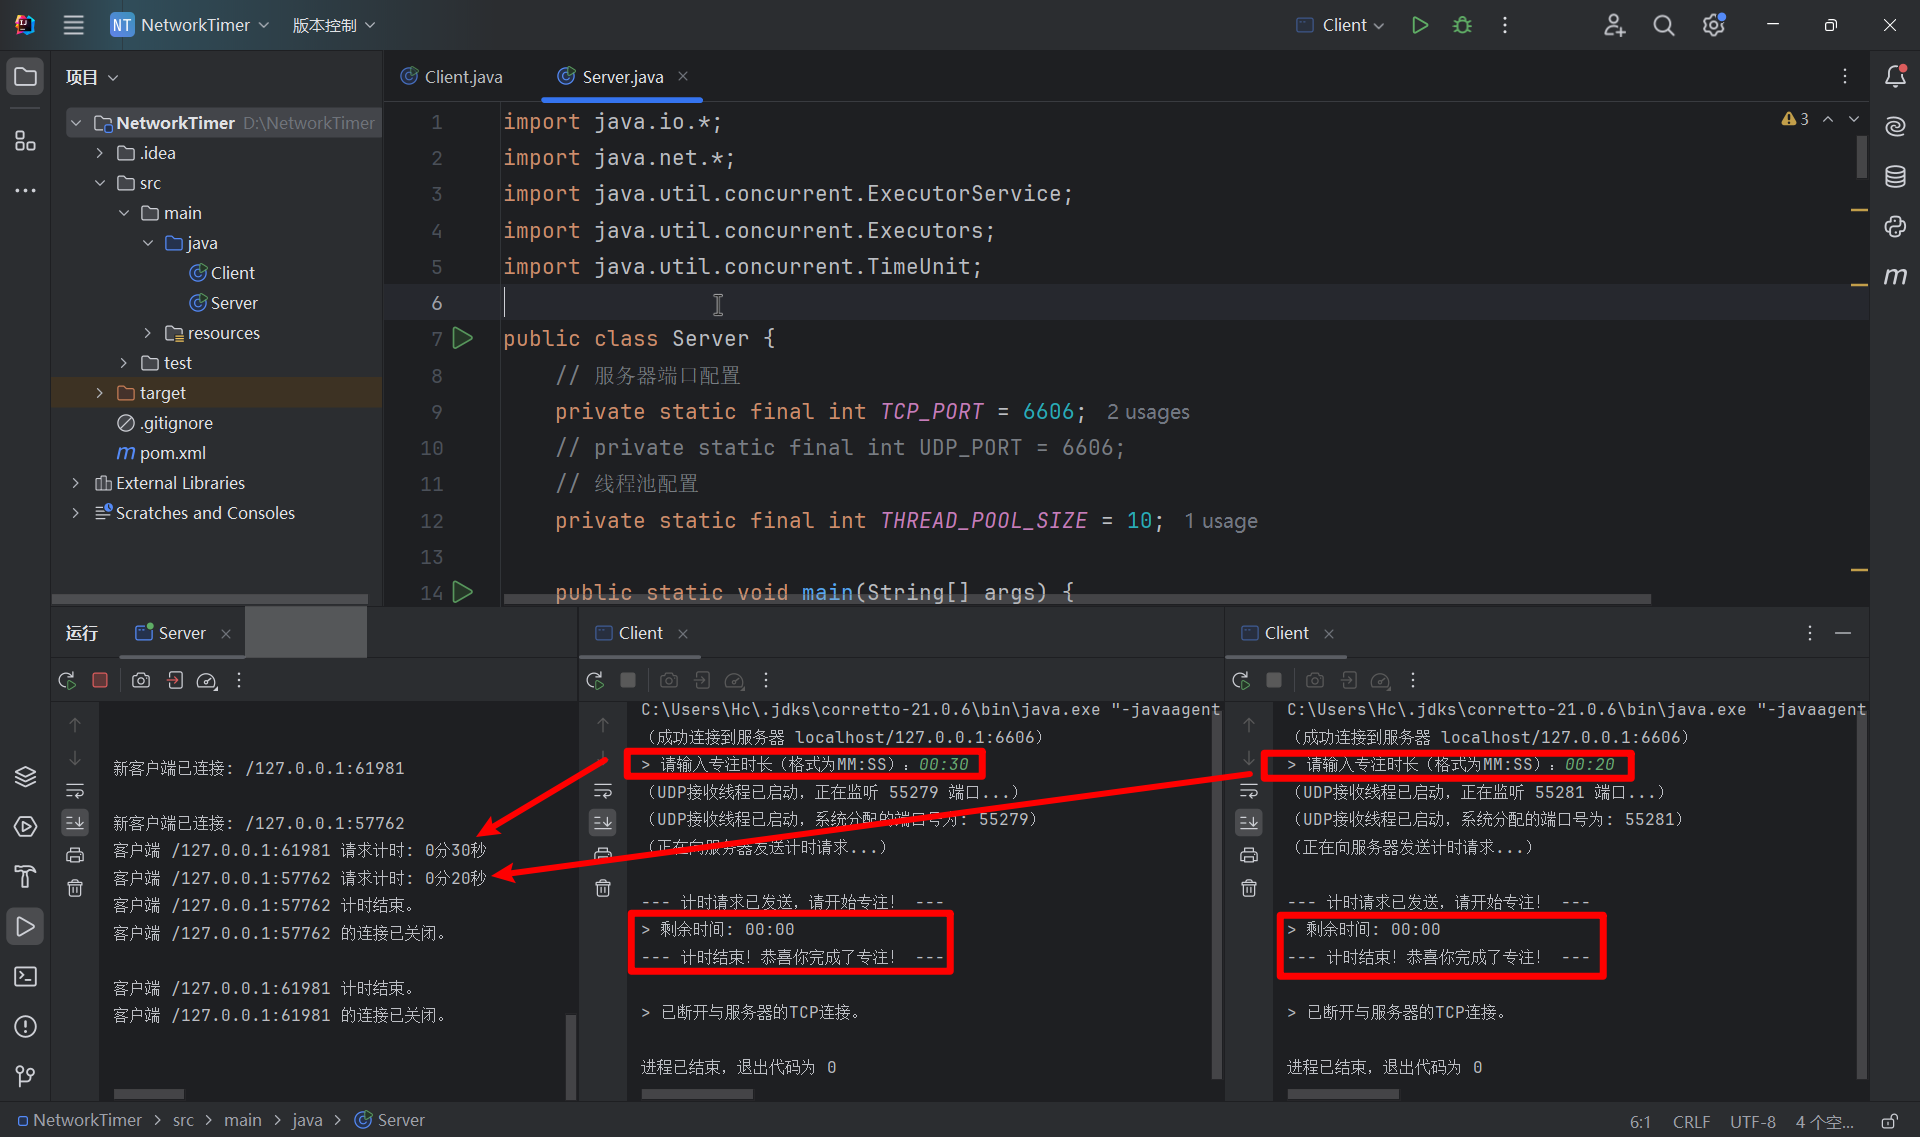 NT NetworkTimer 版本控制 Client
项目
NetworkTimer D:\NetworkTimer
.idea
src
main
java
Client
Server
resources
test
target
.gitignore
m pom.xml
External Libraries
Scratches and Consoles
Client.java Server.java
3
1 import java.io.*;
2 import java.net.*;
3 import java.util.concurrent.ExecutorService;
4 import java.util.concurrent.Executors;
5 import java.util.concurrent.TimeUnit;
6
7 public class Server {
8 // 服务器端口配置
9 private static final int TCP_PORT = 6606; 2 usages
10 // private static final int UDP_PORT = 6606;
11 // 线程池配置
12 private static final int THREAD_POOL_SIZE = 10; 1 usage
13
14 public static void main(String[] args) {
运行 Server
新客户端已连接: /127.0.0.1:61981
新客户端已连接: /127.0.0.1:57762
客户端 /127.0.0.1:61981 请求计时: 0分30秒
客户端 /127.0.0.1:57762 请求计时: 0分20秒
客户端 /127.0.0.1:57762 计时结束。
客户端 /127.0.0.1:57762 的连接已关闭。
客户端 /127.0.0.1:61981 计时结束。
客户端 /127.0.0.1:61981 的连接已关闭。
Client
C:\Users\Hc\.jdks\corretto-21.0.6\bin\java.exe "-javaagent
（成功连接到服务器 localhost/127.0.0.1:6606）
> 请输入专注时长（格式为MM:SS）: 00:30
（UDP接收线程已启动，正在监听 55279 端口...）
（UDP接收线程已启动，系统分配的端口号为: 55279）
（正在向服务器发送计时请求...）
--- 计时请求已发送，请开始专注！ ---
> 剩余时间: 00:00
--- 计时结束！恭喜你完成了专注！ ---
> 已断开与服务器的TCP连接。
进程已结束，退出代码为 0
Client
C:\Users\Hc\.jdks\corretto-21.0.6\bin\java.exe "-javaagent
（成功连接到服务器 localhost/127.0.0.1:6606）
> 请输入专注时长（格式为MM:SS）: 00:20
（UDP接收线程已启动，正在监听 55281 端口...）
（UDP接收线程已启动，系统分配的端口号为: 55281）
（正在向服务器发送计时请求...）
--- 计时请求已发送，请开始专注！ ---
> 剩余时间: 00:00
--- 计时结束！恭喜你完成了专注！ ---
> 已断开与服务器的TCP连接。
进程已结束，退出代码为 0
NetworkTimer > src > main > java > Server
6:1 CRLF UTF-8 4 个空...